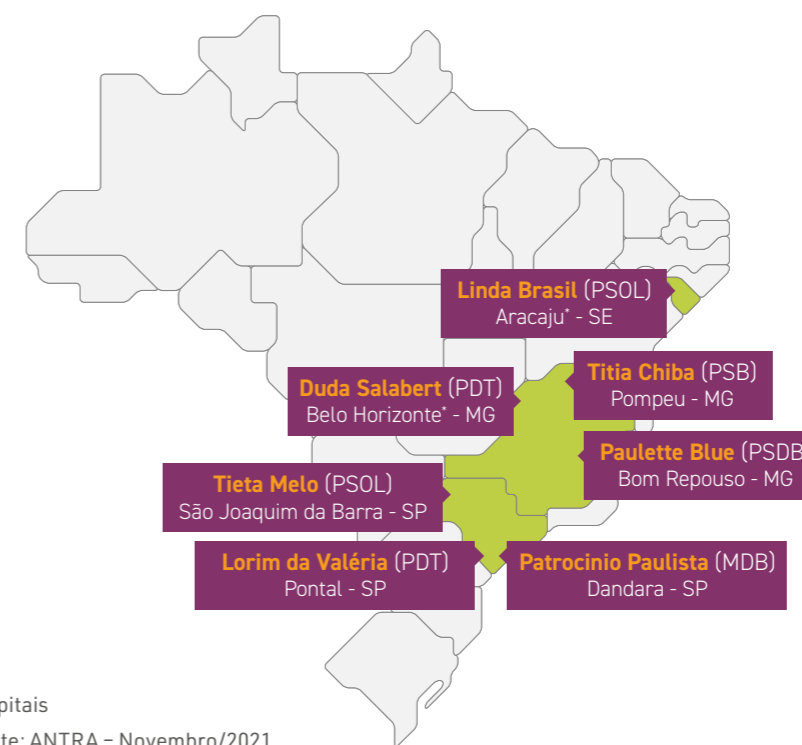 Linda Brasil (PSOL)
Aracaju* - SE
Titia Chiba (PSB)
Pompeu - MG
Duda Salabert (PDT)
Belo Horizonte* - MG
Paulette Blue (PSDB
Bom Repouso - MG
Tieta Melo (PSOL)
São Joaquim da Barra - SP
Lorim da Valéria (PDT)
Pontal - SP
Patrocinio Paulista (MDB)
Dandara - SP
pitais
te: ANTRA – Novembro/2021